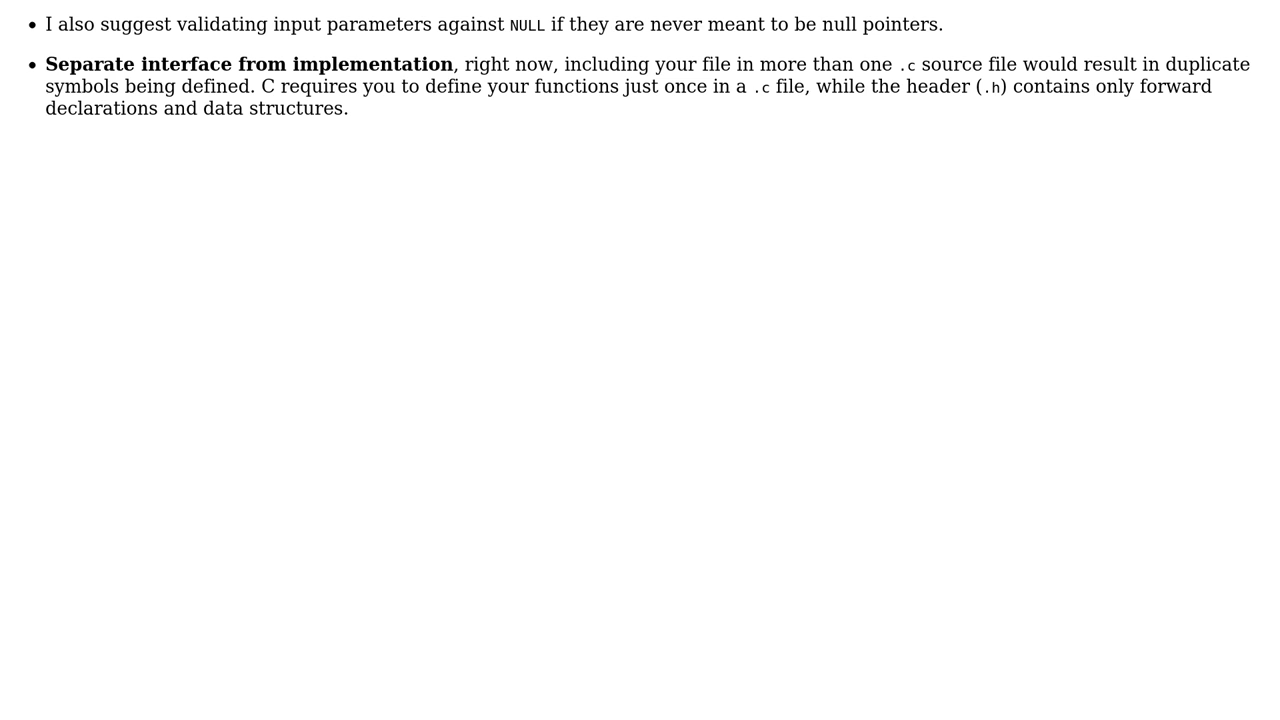 • I also suggest validating input parameters against NULL if they are never meant to be null pointers.
• Separate interface from implementation, right now, including your file in more than one .c source file would result in duplicate
symbols being defined. C requires you to define your functions just once in a .c file, while the header (.h) contains only forward
declarations and data structures.